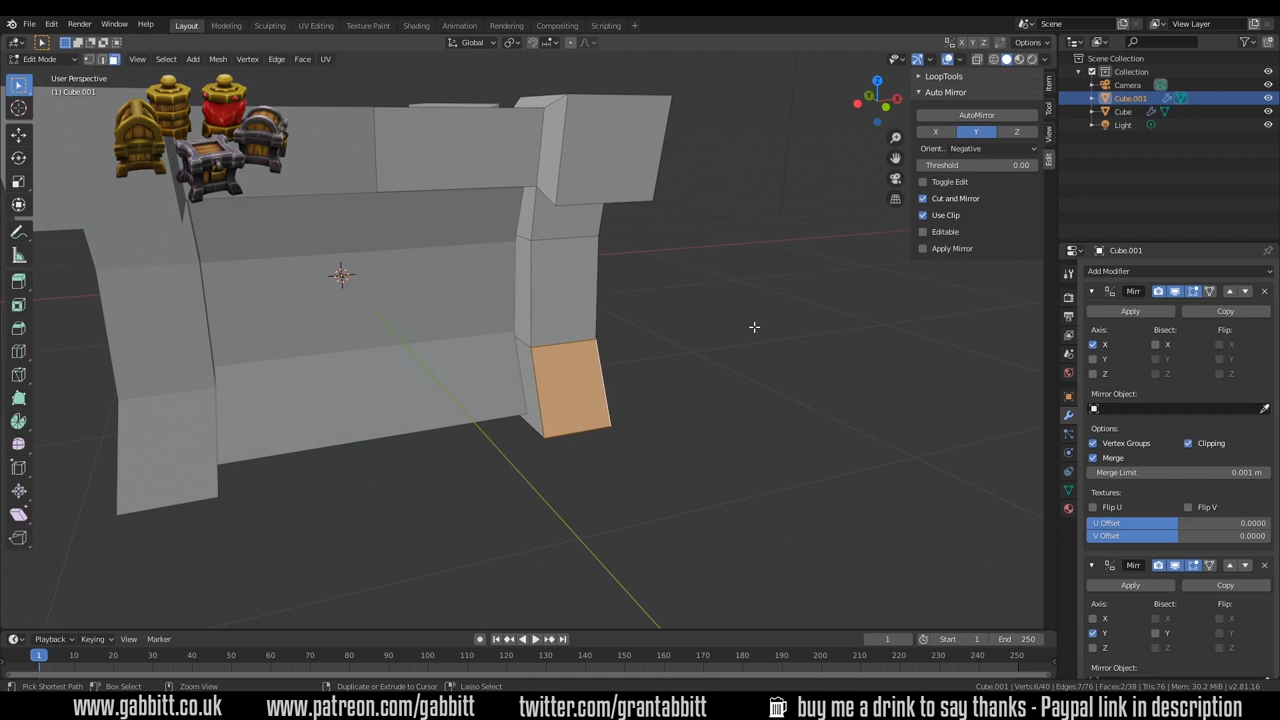 File Edit Render Window Help Layout Modeling Sculpting UV Editing Texture Paint Shading Animation Rendering Compositing Scripting + Scene View Layer
Global X Y Z Options
Edit Mode View Select Add Mesh Vertex Edge Face UV
User Perspective
(1) Cube.001
X
Y
Z
LoopTools
Auto Mirror
AutoMirror
X Y Z
Orient.. Negative
Threshold 0.00
Toggle Edit
Cut and Mirror
Use Clip
Editable
Apply Mirror
Item
Tool
View
Edit
Scene Collection
Collection
Camera
Cube.001
Cube
Light
Cube.001
Add Modifier
Mirr
Apply Copy
Axis: Bisect: Flip:
X X X
Y Y Y
Z Z Z
Mirror Object:
Options:
Vertex Groups Clipping
Merge
Merge Limit 0.001 m
Textures:
Flip U Flip V
U Offset 0.0000
V Offset 0.0000
Mirr
Apply Copy
Axis: Bisect: Flip:
X X X
Y Y Y
Z Z Z
Mirror Object:
Playback Keying View Marker 1 Start 1 End 250
1 10 20 30 40 50 60 70 80 90 100 110 120 130 140 150 160 170 180 190 200 210 220 230 240 250
Pick Shortest Path Box Select Zoom View Duplicate or Extrude to Cursor Lasso Select Cube.001 | Verts:6/40 | Edges:7/76 | Faces:2/38 | Tris:76 | Mem: 30.2 MiB | v2.81.16
www.gabbitt.co.uk www.patreon.com/gabbitt twitter.com/grantabbitt buy me a drink to say thanks - Paypal link in description